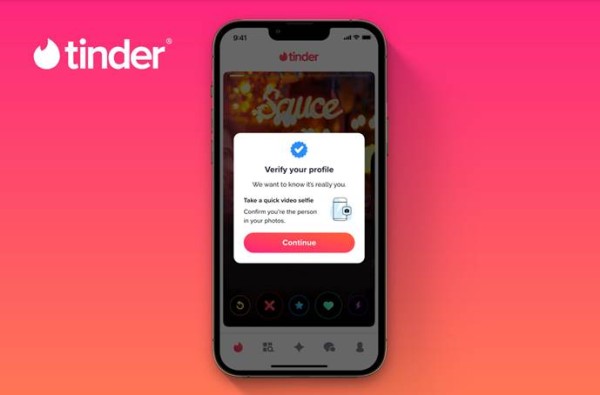 tinder®
9:41
tinder
Sauce
Verify your profile
We want to know it's really you.
Take a quick video selfie
Confirm you're the person
in your photos.
Continue